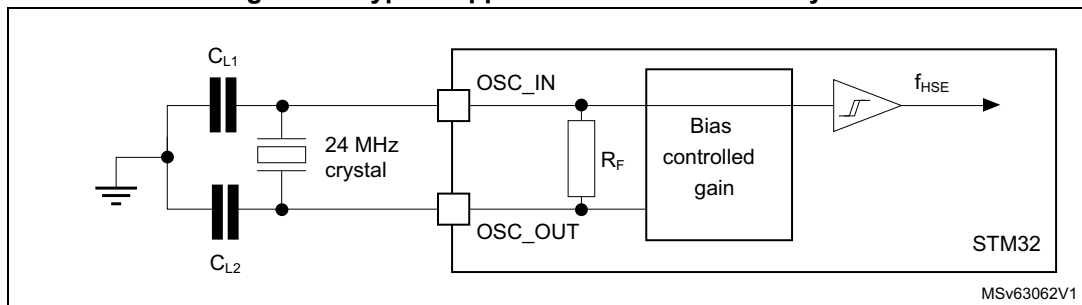 C_L1
OSC_IN
f_HSE
24 MHz
crystal
R_F
Bias
controlled
gain
OSC_OUT
STM32
C_L2
MSv63062V1